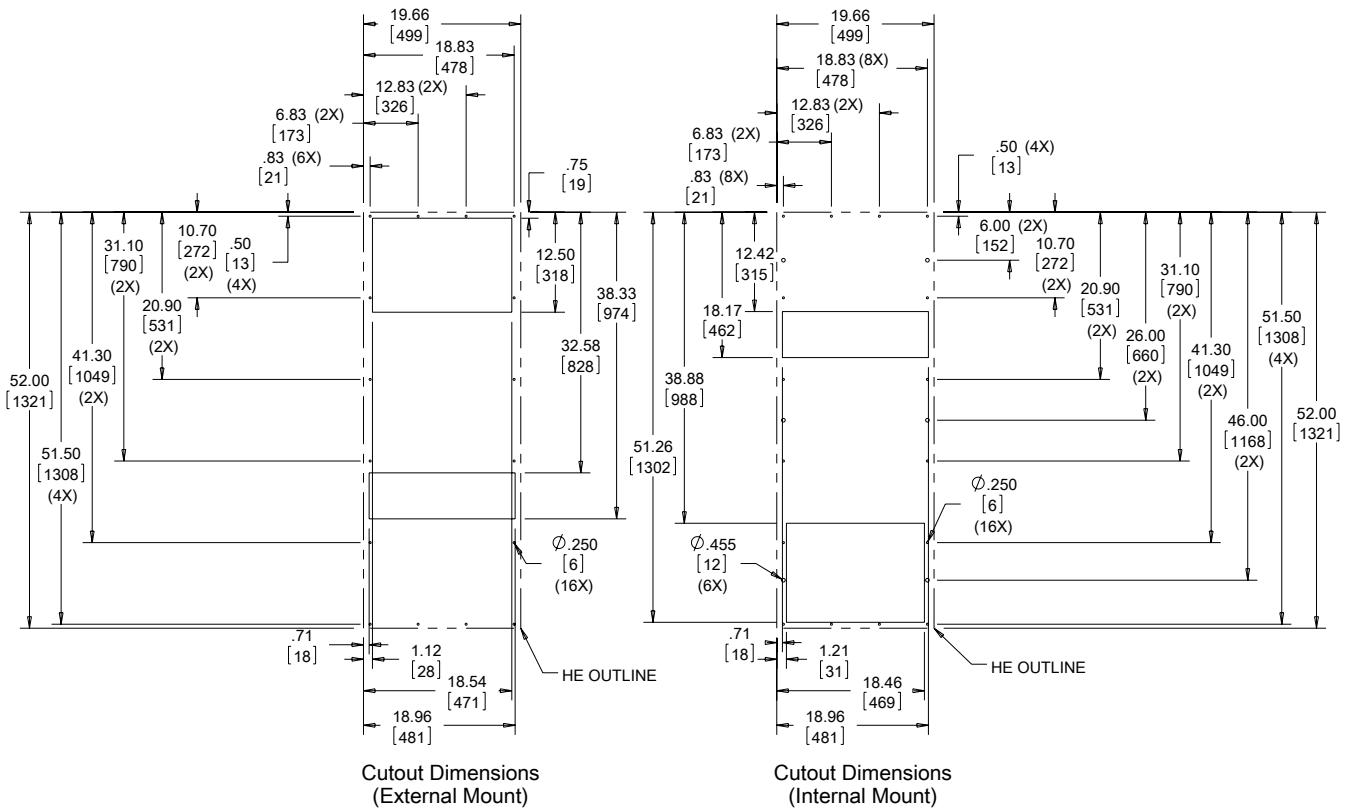 19.66
[499]
18.83
[478]
12.83 (2X)
[326]
6.83 (2X)
[173]
.83 (6X)
[21]
.75
[19]
10.70
[272]
(2X)
.50
[13]
(4X)
31.10
[790]
(2X)
20.90
[531]
(2X)
41.30
[1049]
(2X)
52.00
[1321]
51.50
[1308]
(4X)
12.50
[318]
38.33
[974]
32.58
[828]
Ø.250
[6]
(16X)
.71
[18]
1.12
[28]
HE OUTLINE
18.54
[471]
18.96
[481]
Cutout Dimensions
(External Mount)
19.66
[499]
18.83 (8X)
[478]
12.83 (2X)
[326]
6.83 (2X)
[173]
.83 (8X)
[21]
.50 (4X)
[13]
6.00 (2X)
[152]
10.70
[272]
(2X)
12.42
[315]
18.17
[462]
38.88
[988]
51.26
[1302]
31.10
[790]
(2X)
20.90
[531]
(2X)
26.00
[660]
(2X)
51.50
[1308]
(4X)
41.30
[1049]
(2X)
46.00
[1168]
(2X)
52.00
[1321]
Ø.250
[6]
(16X)
Ø.455
[12]
(6X)
.71
[18]
1.21
[31]
HE OUTLINE
18.46
[469]
18.96
[481]
Cutout Dimensions
(Internal Mount)